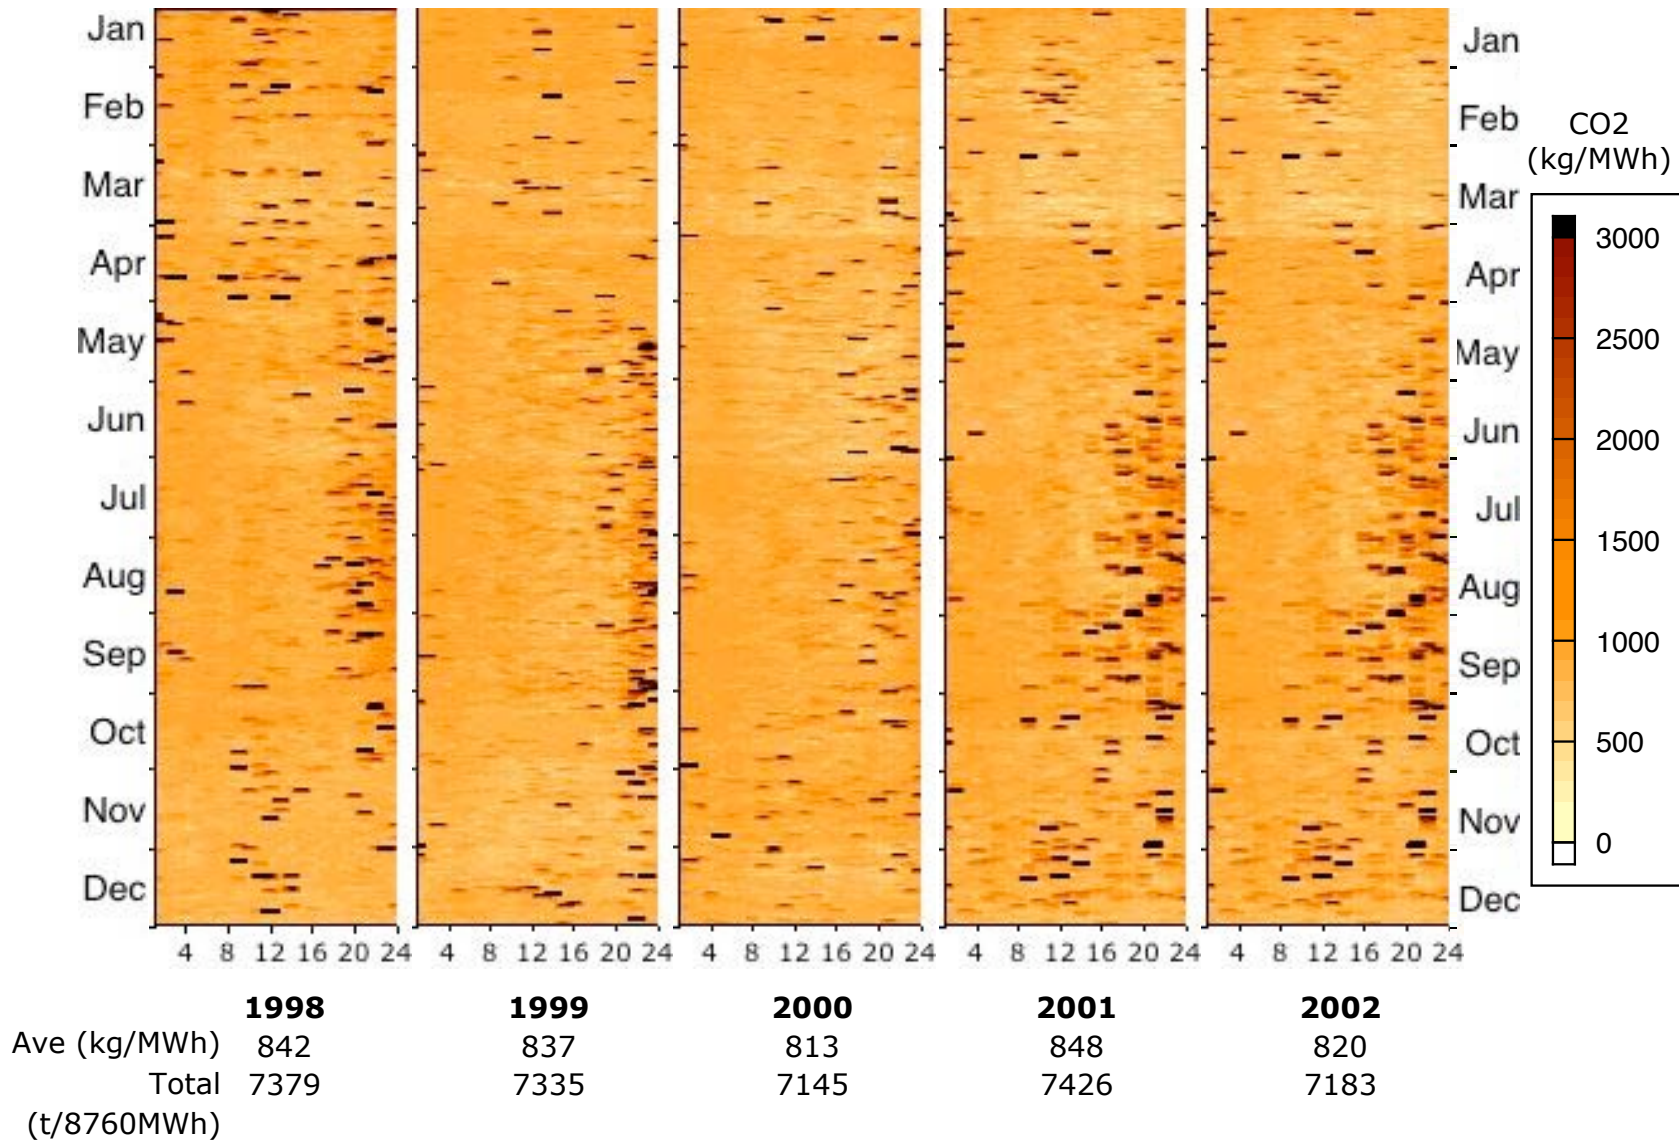 Jan
Feb
Mar
Apr
May
Jun
Jul
Aug
Sep
Oct
Nov
Dec
Jan
Feb
Mar
Apr
May
Jun
Jul
Aug
Sep
Oct
Nov
Dec
CO2
(kg/MWh)
3000
2500
2000
1500
1000
500
0
4 8 12 16 20 24 4 8 12 16 20 24 4 8 12 16 20 24 4 8 12 16 20 24 4 8 12 16 20 24
1998 1999 2000 2001 2002
Ave (kg/MWh) 842 837 813 848 820
Total 7379 7335 7145 7426 7183
(t/8760MWh)